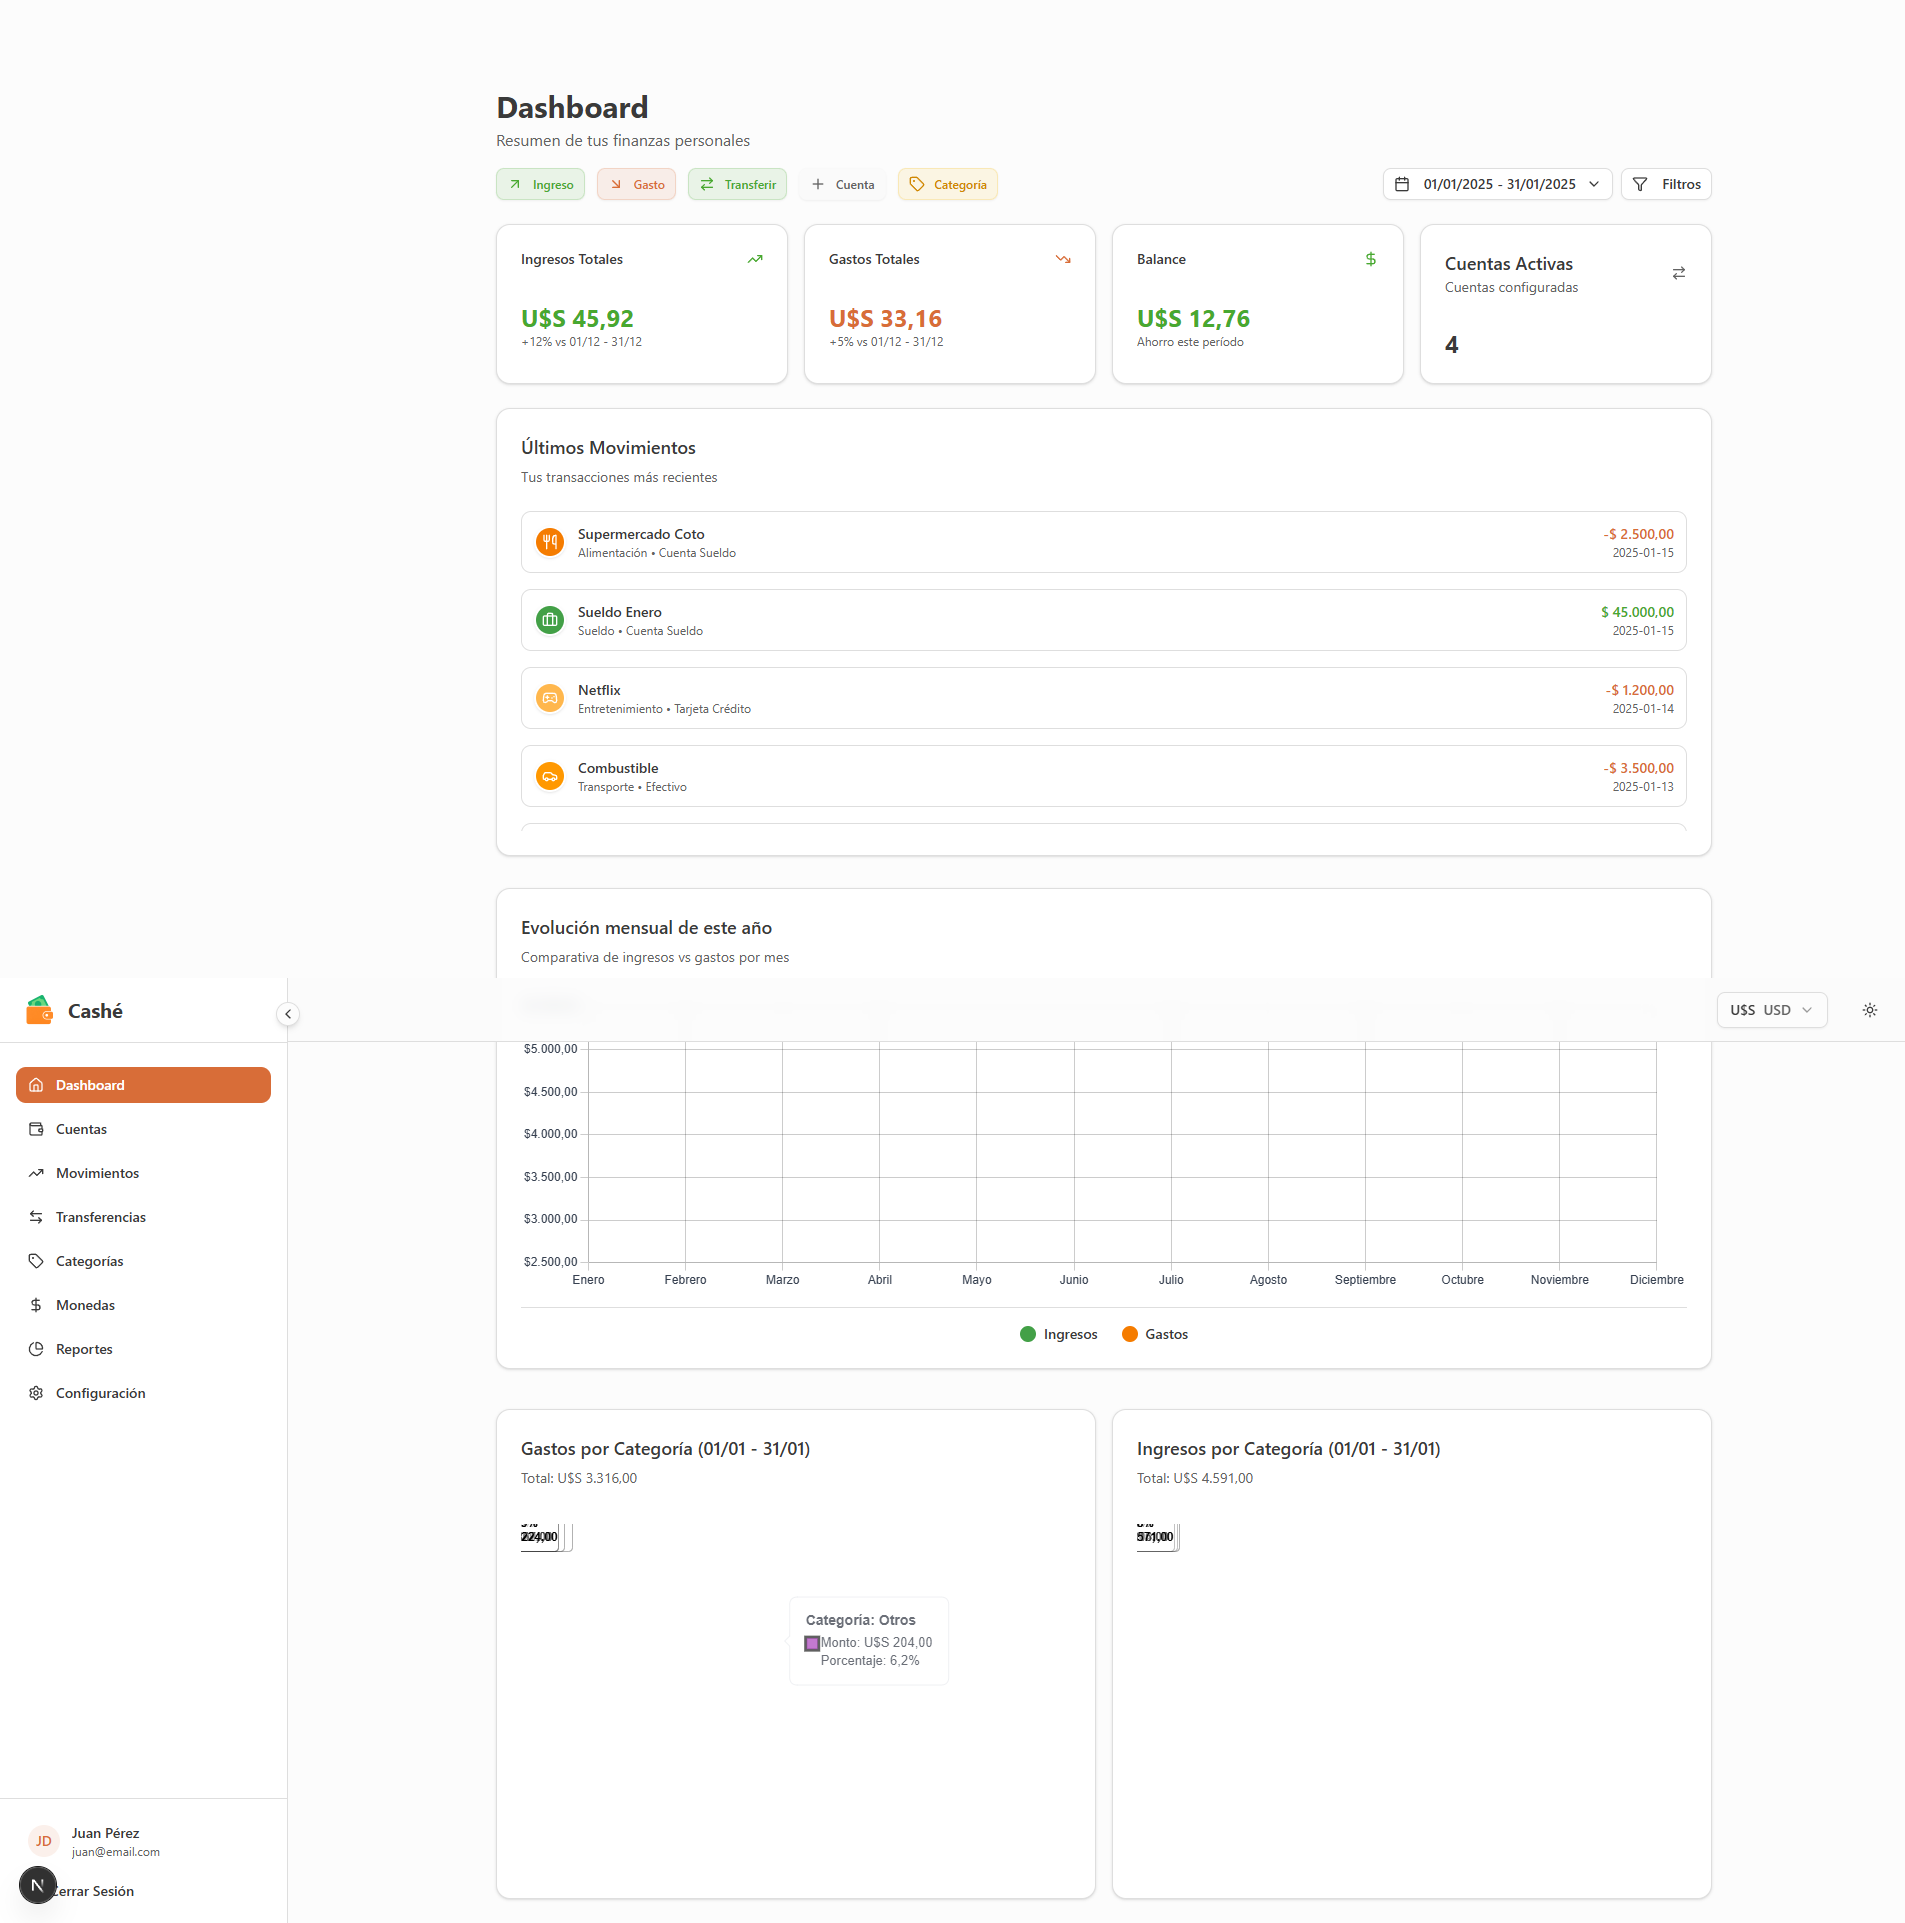 Dashboard
Resumen de tus finanzas personales
Ingreso
Gasto
Transferir
Cuenta
Categoría
01/01/2025 - 31/01/2025
Filtros
Ingresos Totales
U$S 45,92
+12% vs 01/12 - 31/12
Gastos Totales
U$S 33,16
+5% vs 01/12 - 31/12
Balance
$
U$S 12,76
Ahorro este período
Cuentas Activas
Cuentas configuradas
4
Últimos Movimientos
Tus transacciones más recientes
Supermercado Coto
Alimentación • Cuenta Sueldo
-$ 2.500,00
2025-01-15
Sueldo Enero
Sueldo • Cuenta Sueldo
$ 45.000,00
2025-01-15
Netflix
Entretenimiento • Tarjeta Crédito
-$ 1.200,00
2025-01-14
Combustible
Transporte • Efectivo
-$ 3.500,00
2025-01-13
Evolución mensual de este año
Comparativa de ingresos vs gastos por mes
Cashé
U$S USD
Dashboard
Cuentas
Movimientos
Transferencias
Categorías
Monedas
Reportes
Configuración
$5.000,00
$4.500,00
$4.000,00
$3.500,00
$3.000,00
$2.500,00
Enero Febrero Marzo Abril Mayo Junio Julio Agosto Septiembre Octubre Noviembre Diciembre
Ingresos
Gastos
Gastos por Categoría (01/01 - 31/01)
Total: U$S 3.316,00
224,00
Categoría: Otros
Monto: U$S 204,00
Porcentaje: 6,2%
Ingresos por Categoría (01/01 - 31/01)
Total: U$S 4.591,00
571,00
JD
Juan Pérez
juan@email.com
N
Cerrar Sesión